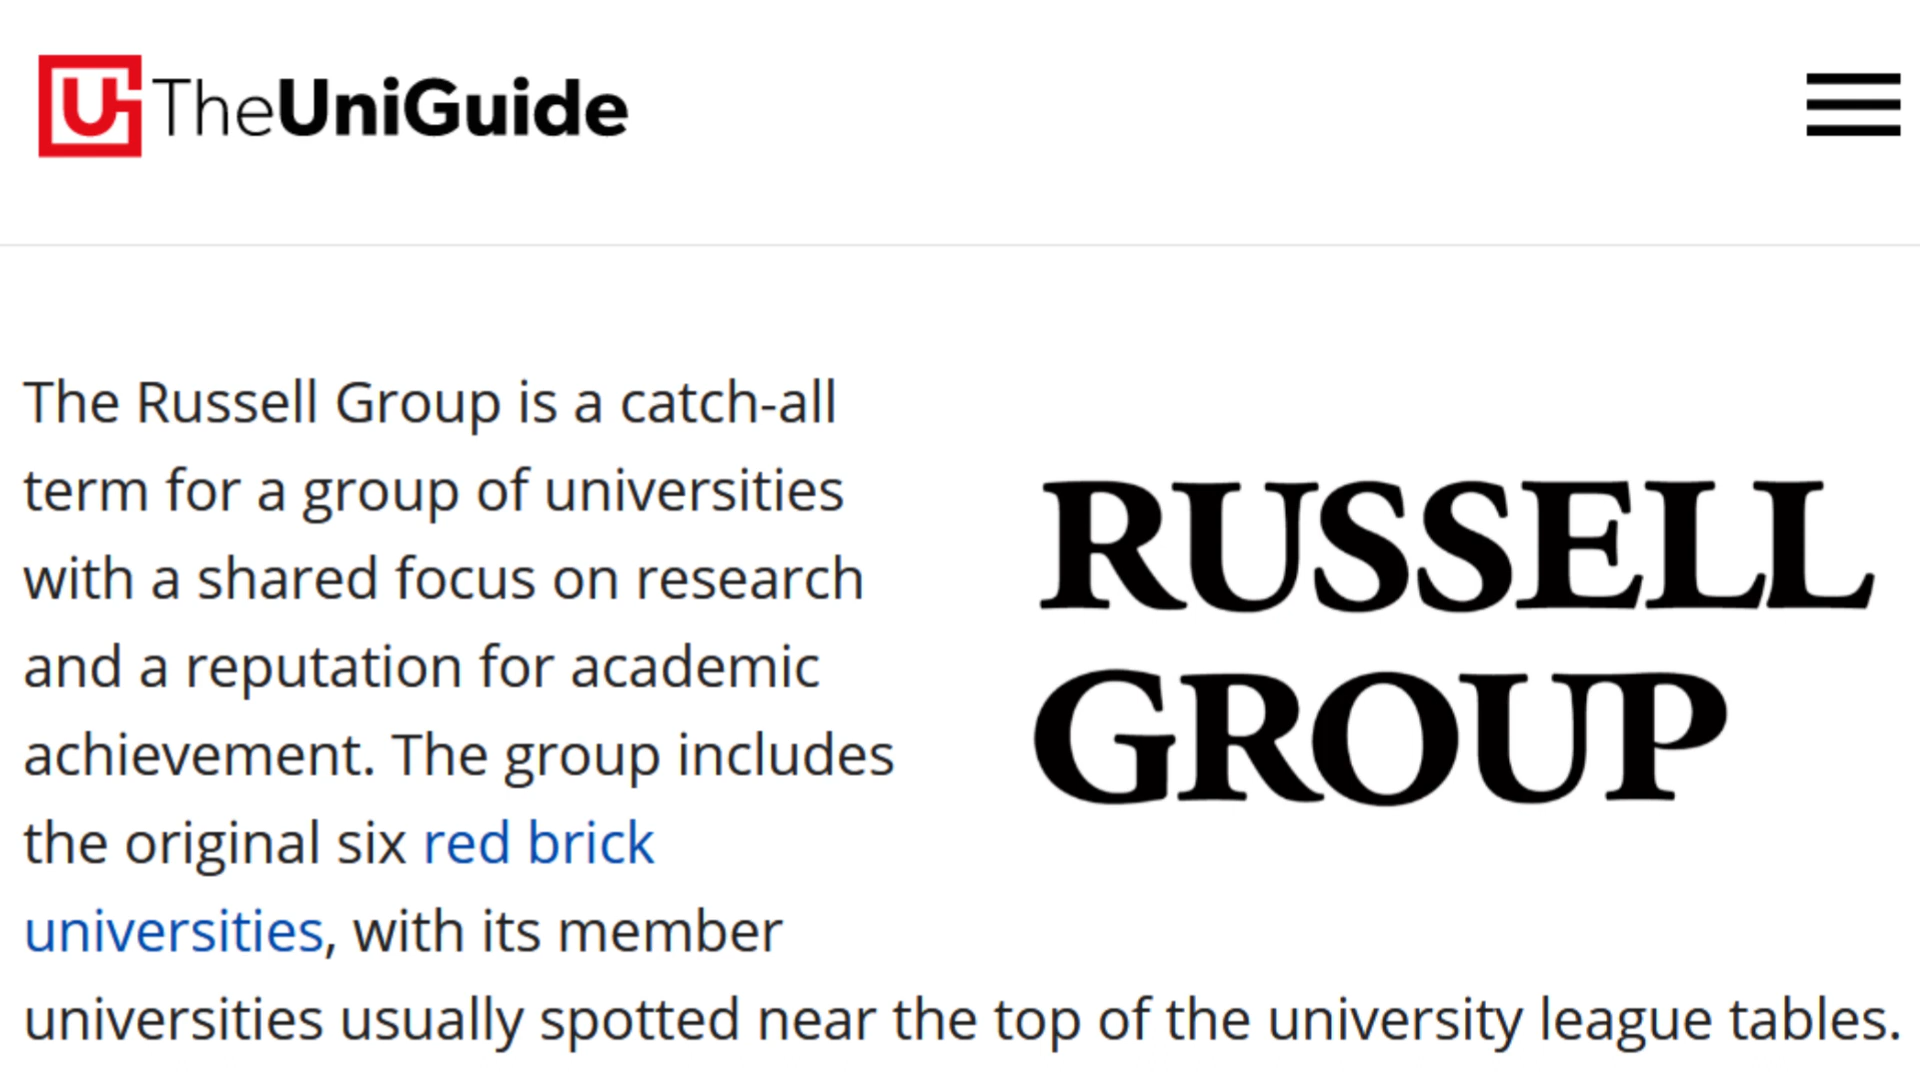 TheUniGuide
The Russell Group is a catch-all
term for a group of universities
with a shared focus on research
and a reputation for academic
achievement. The group includes
the original six red brick
universities, with its member
universities usually spotted near the top of the university league tables.
RUSSELL
GROUP